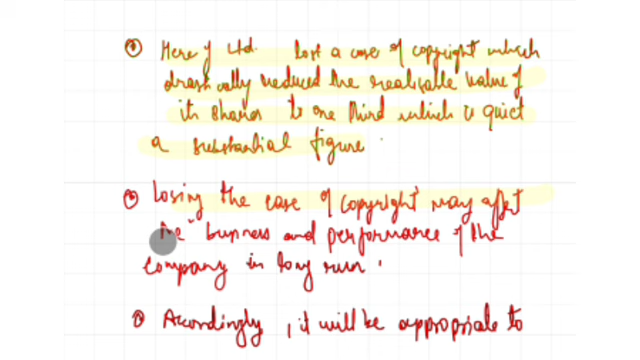 Here Y Ltd. lost a case of copyright which
drastically reduced the realisable value of
its shares to one third which is quiet
a substantial figure.
Losing the case of copyright may affect
the business and performance of the
company in long run.
Accordingly, it will be appropriate to